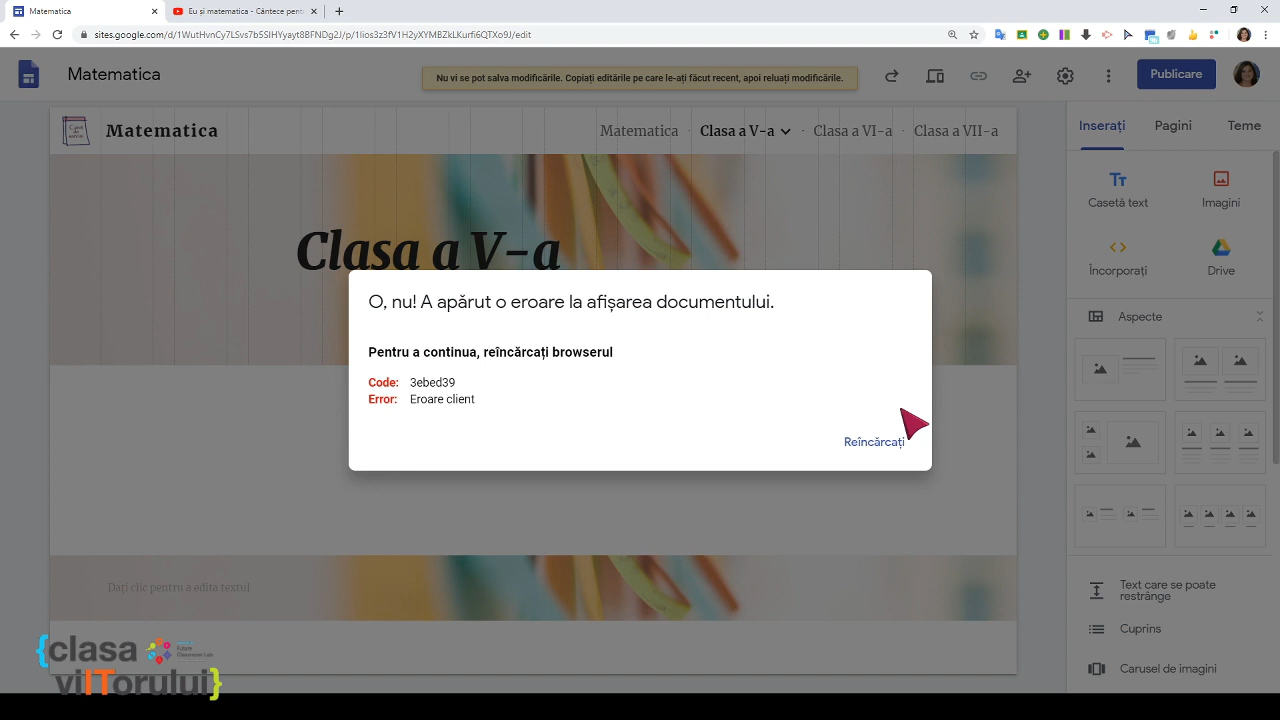 Matematica
Eu și matematica - Cântece pent
sites.google.com/d/1WutHvnCy7LSvs7b5SlHYyayt8BFNDg2J/p/1lios3z3fV1H2yXYMBZkLKurfi6QTXo9J/edit
Matematica
Nu vi se pot salva modificările. Copiați editările pe care le-ați făcut recent, apoi reluați modificările.
Publicare
Matematica
Matematica · Clasa a V-a · Clasa a VI-a · Clasa a VII-a
Inserați Pagini Teme
Casetă text Imagini
Încorporați Drive
Aspecte
Clasa a V-a
O, nu! A apărut o eroare la afișarea documentului.
Pentru a continua, reîncărcați browserul
Code: 3ebed39
Error: Eroare client
Reîncărcați
Dați clic pentru a edita textul
Text care se poate
restrânge
Cuprins
Carusel de imagini
{clasa
viITorului}
Future
Classroom Lab